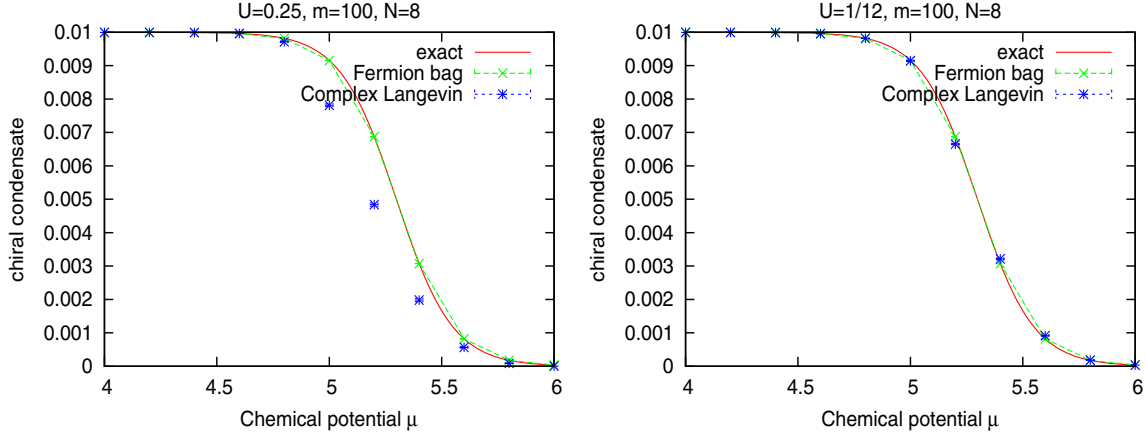 U=0.25, m=100, N=8
chiral condensate
0.01
0.009
0.008
0.007
0.006
0.005
0.004
0.003
0.002
0.001
0
exact
Fermion bag
Complex Langevin
4 4.5 5 5.5 6
Chemical potential μ
U=1/12, m=100, N=8
chiral condensate
0.01
0.009
0.008
0.007
0.006
0.005
0.004
0.003
0.002
0.001
0
exact
Fermion bag
Complex Langevin
4 4.5 5 5.5 6
Chemical potential μ